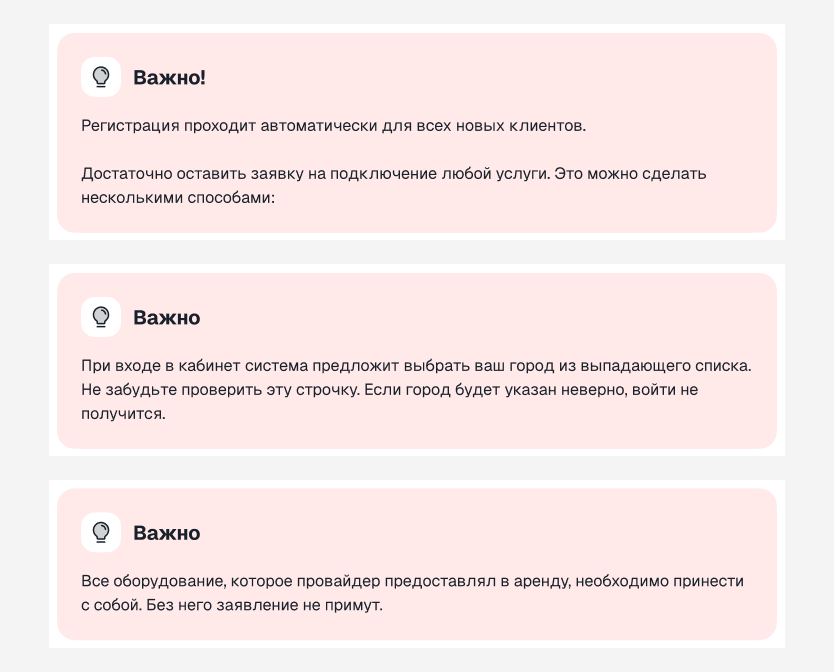 Важно!
Регистрация проходит автоматически для всех новых клиентов.
Достаточно оставить заявку на подключение любой услуги. Это можно сделать
несколькими способами:
Важно
При входе в кабинет система предложит выбрать ваш город из выпадающего списка.
Не забудьте проверить эту строчку. Если город будет указан неверно, войти не
получится.
Важно
Все оборудование, которое провайдер предоставлял в аренду, необходимо принести
с собой. Без него заявление не примут.